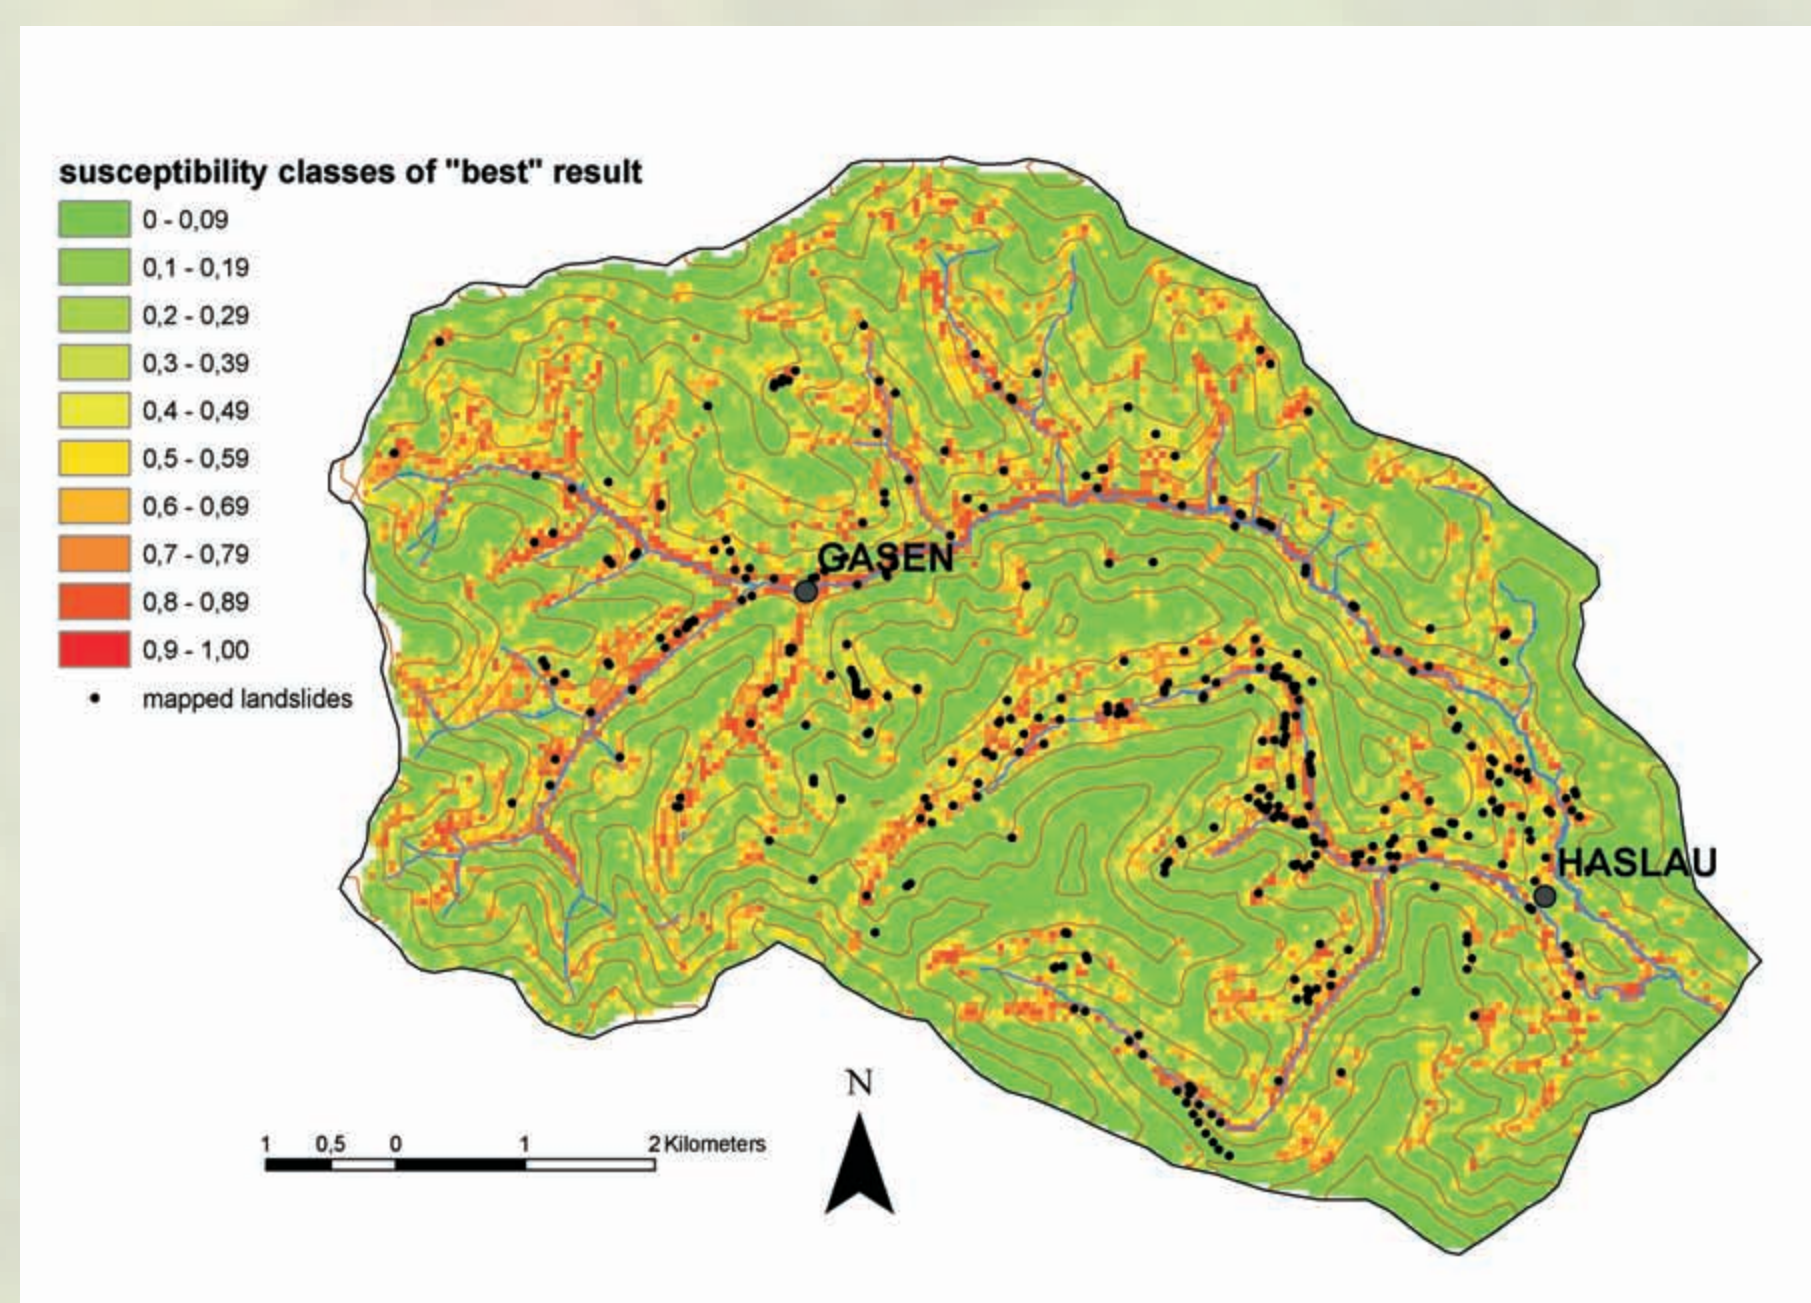 susceptibility classes of "best" result
0 - 0,09
0,1 - 0,19
0,2 - 0,29
0,3 - 0,39
0,4 - 0,49
0,5 - 0,59
0,6 - 0,69
0,7 - 0,79
0,8 - 0,89
0,9 - 1,00
mapped landslides
GASEN
HASLAU
N
1 0,5 0 1 2 Kilometers